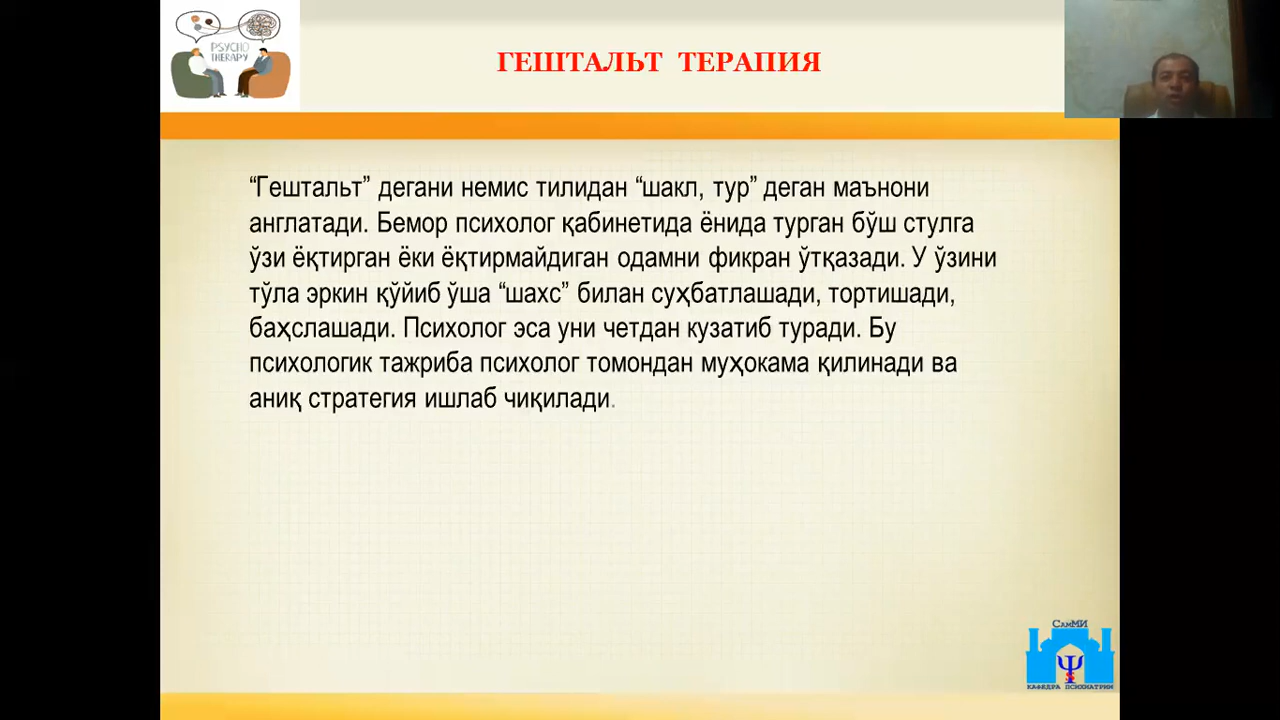 PSYCHO
THERAPY
ГЕШТАЛЬТ ТЕРАПИЯ
“Гештальт” дегани немис тилидан “шакл, тур” деган маънони
англатади. Бемор психолог қабинетида ёнида турган бўш стулга
ўзи ёқтирган ёки ёқтирмайдиган одамни фикран ўтқазади. У ўзини
тўла эркин қўйиб ўша “шахс” билан суҳбатлашади, тортишади,
баҳслашади. Психолог эса уни четдан кузатиб туради. Бу
психологик тажриба психолог томондан муҳокама қилинади ва
аниқ стратегия ишлаб чиқилади.
СамМИ
Ψ
КАФЕДРА ПСИХИАТРИИ